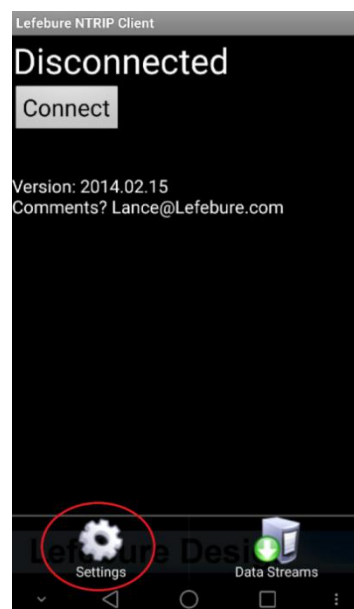 Lefebure NTRIP Client
Disconnected
Connect
Version: 2014.02.15
Comments? Lance@Lefebure.com
Settings
Data Streams